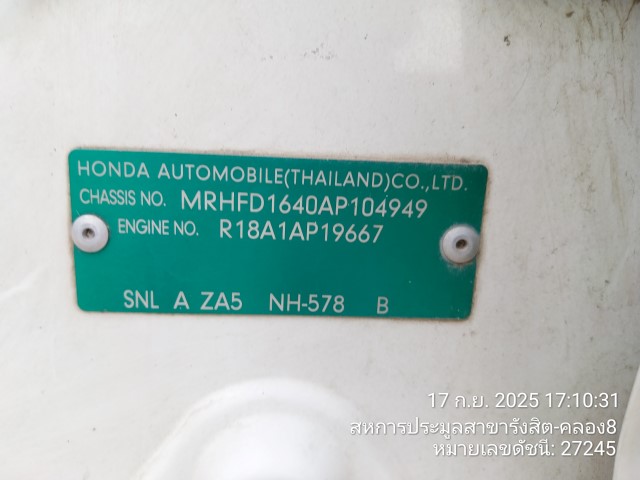 HONDA AUTOMOBILE(THAILAND)CO.,LTD.
CHASSIS NO. MRHFD1640AP104949
ENGINE NO. R18A1AP19667
SNL A ZA5 NH-578 B
17 ก.ย. 2025 17:10:31
สหการประมูลสาขารังสิต-คลอง8
หมายเลขดัชนี: 27245